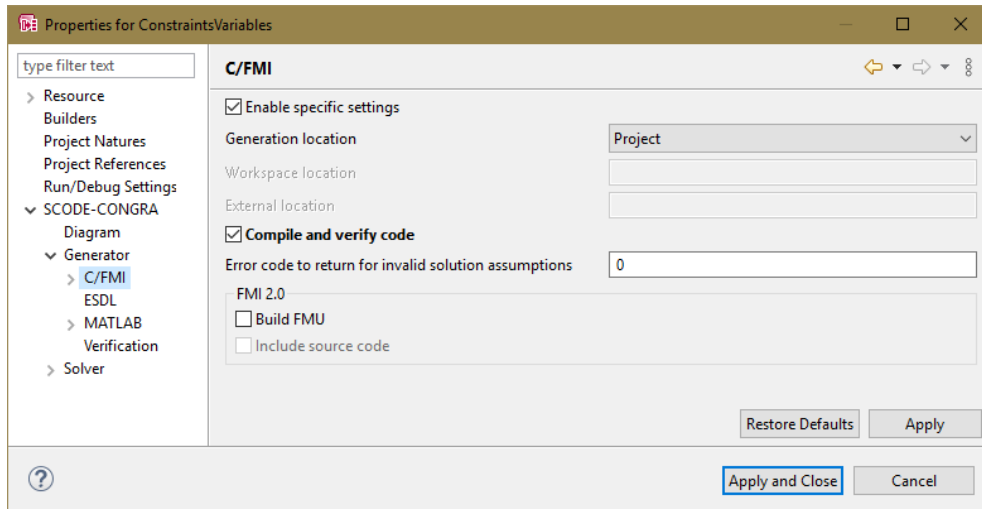 Properties for ConstraintsVariables
type filter text
Resource
Builders
Project Natures
Project References
Run/Debug Settings
SCODE-CONGRA
Diagram
Generator
C/FMI
ESDL
MATLAB
Verification
Solver
C/FMI
Enable specific settings
Generation location Project
Workspace location
External location
Compile and verify code
Error code to return for invalid solution assumptions 0
FMI 2.0
Build FMU
Include source code
Restore Defaults Apply
Apply and Close Cancel